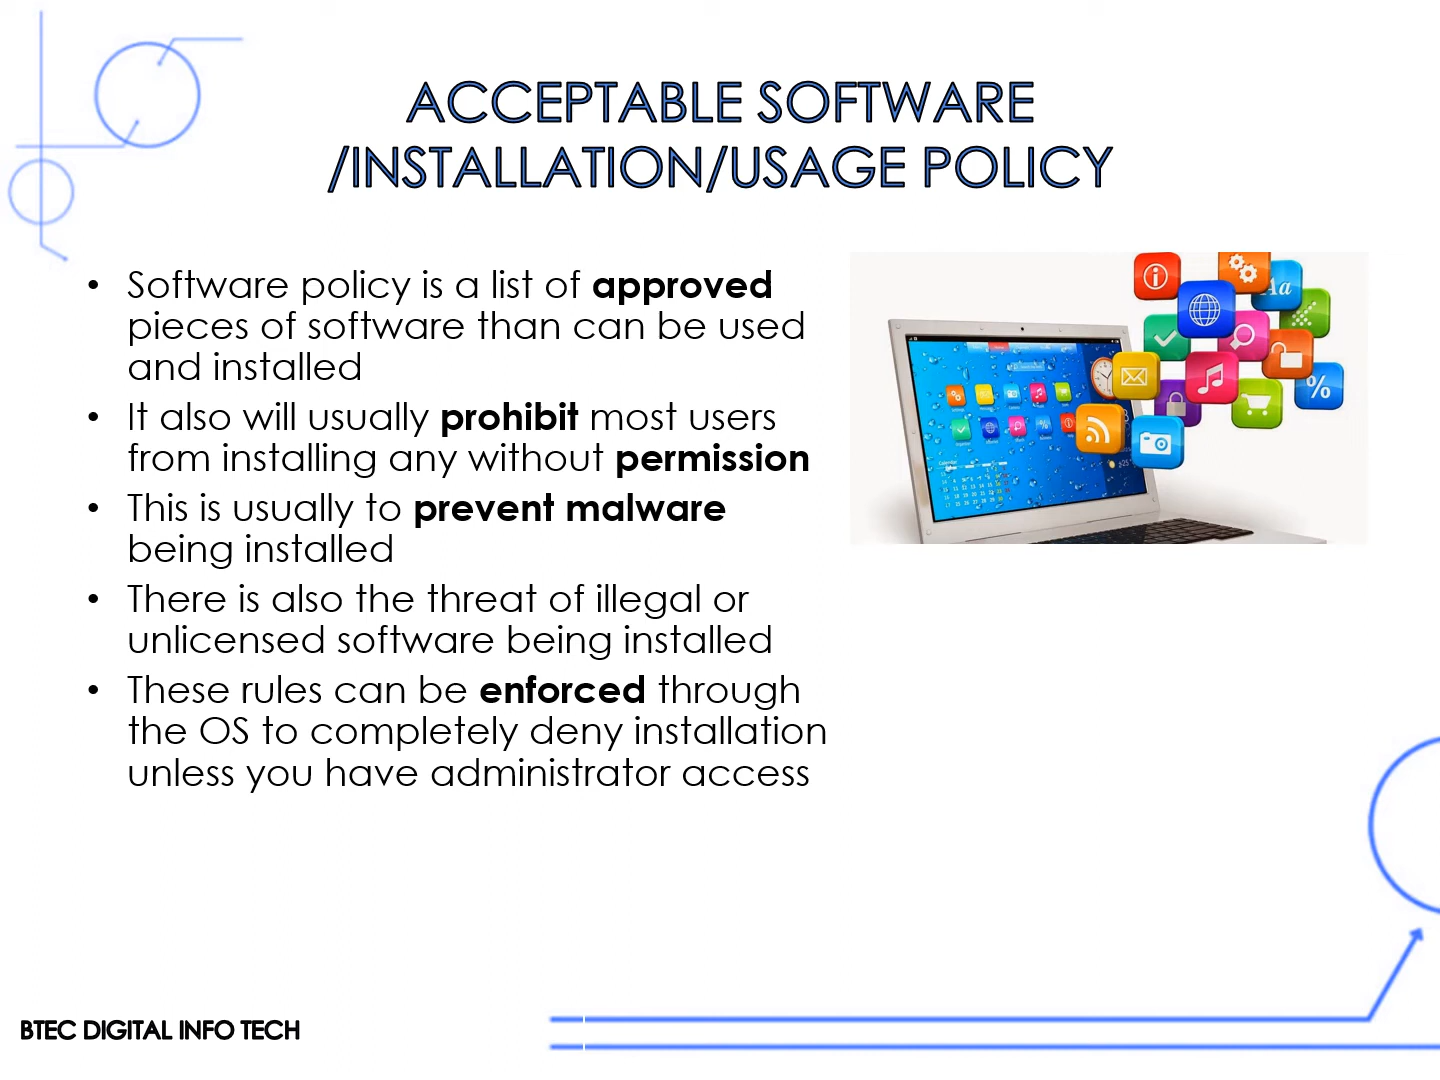 ACCEPTABLE SOFTWARE
/INSTALLATION/USAGE POLICY
• Software policy is a list of approved
pieces of software than can be used
and installed
• It also will usually prohibit most users
from installing any without permission
• This is usually to prevent malware
being installed
• There is also the threat of illegal or
unlicensed software being installed
• These rules can be enforced through
the OS to completely deny installation
unless you have administrator access
Aa
%
BTEC DIGITAL INFO TECH